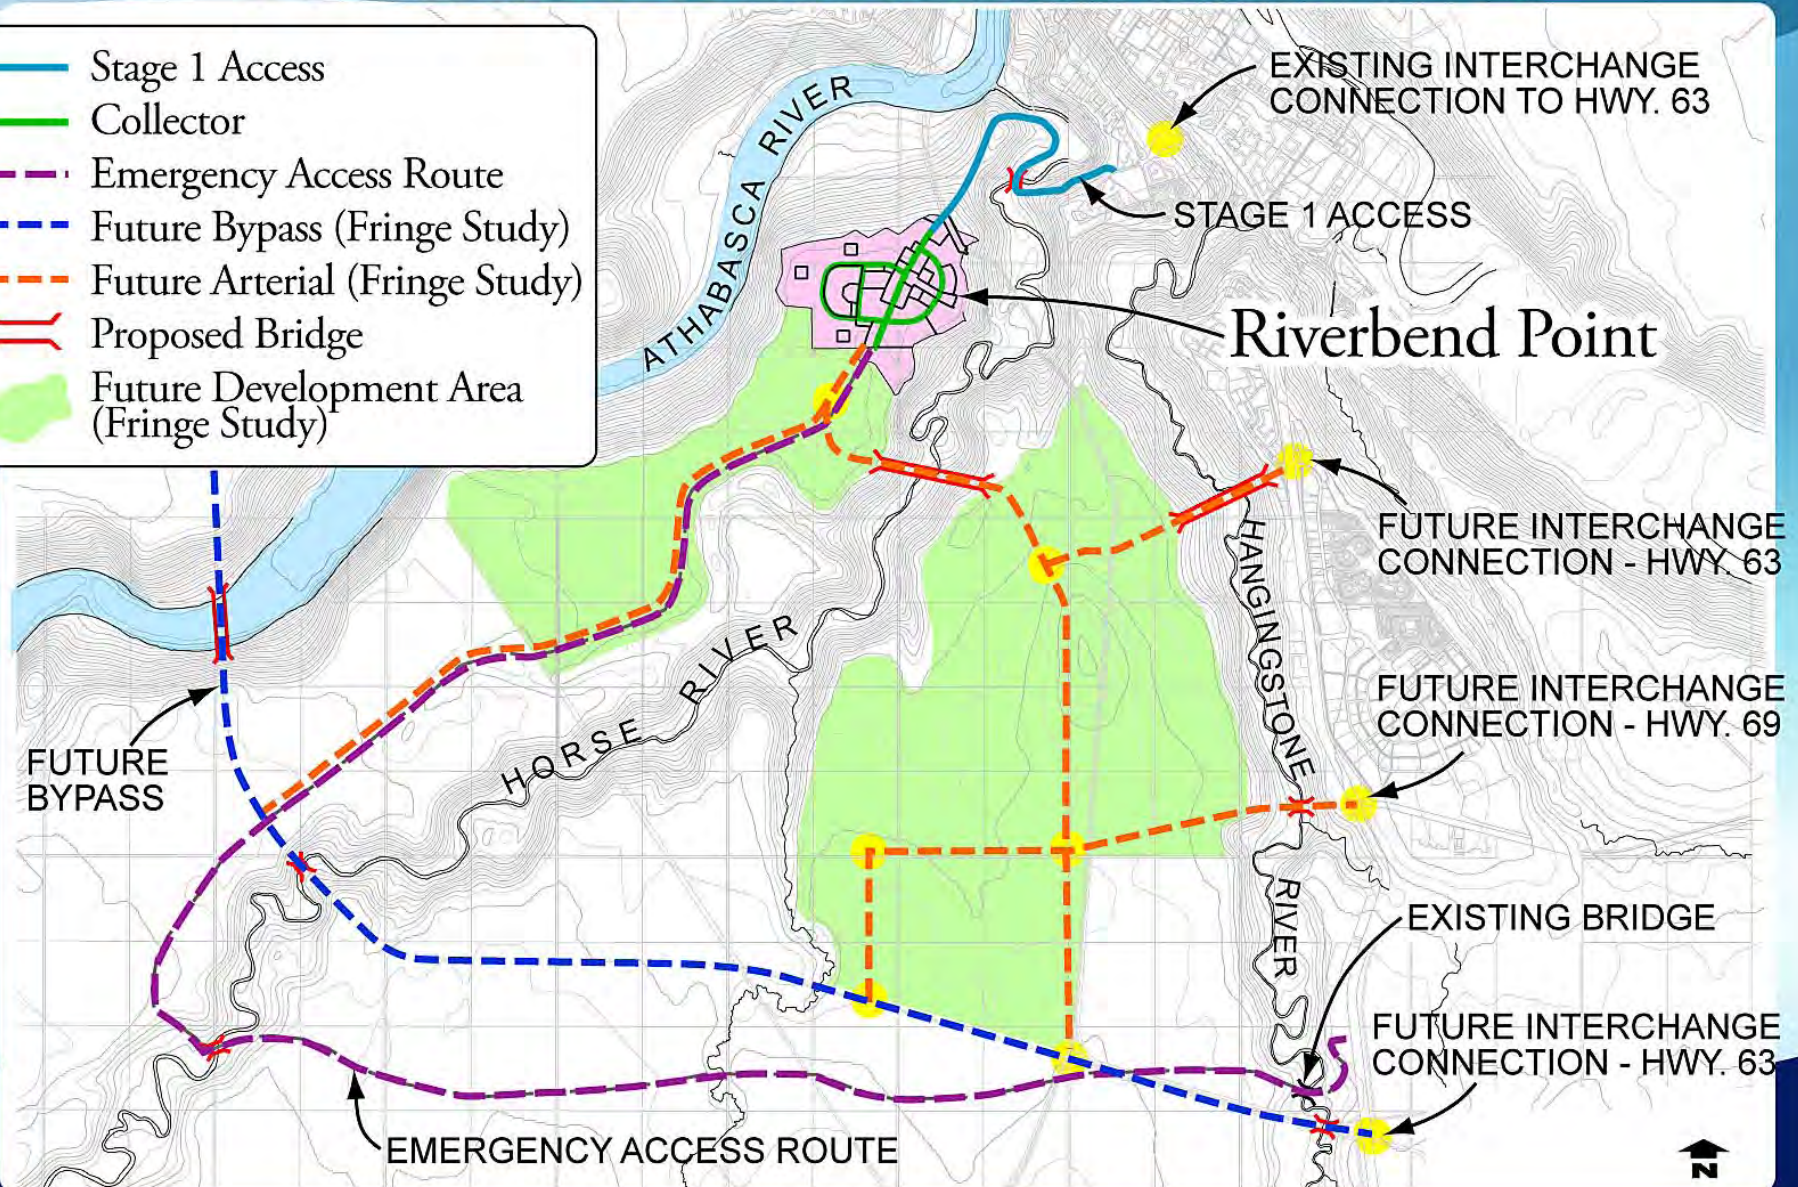 Stage 1 Access
Collector
Emergency Access Route
Future Bypass (Fringe Study)
Future Arterial (Fringe Study)
Proposed Bridge
Future Development Area
(Fringe Study)
ATHABASCA RIVER
EXISTING INTERCHANGE
CONNECTION TO HWY. 63
STAGE 1 ACCESS
Riverbend Point
FUTURE INTERCHANGE
CONNECTION - HWY. 63
HANGINGSTONE RIVER
HORSE RIVER
FUTURE INTERCHANGE
CONNECTION - HWY. 69
FUTURE
BYPASS
EXISTING BRIDGE
FUTURE INTERCHANGE
CONNECTION - HWY. 63
EMERGENCY ACCESS ROUTE
N